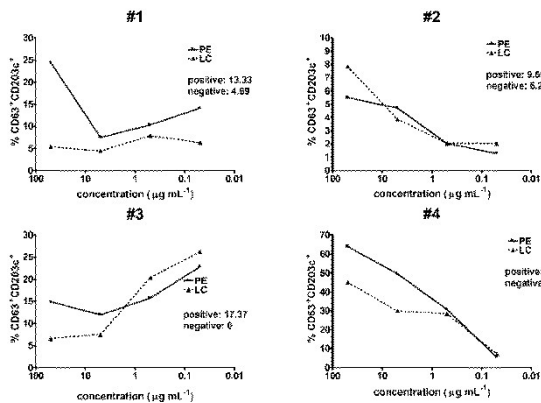 #1
% CD63+CD203c+
30
25
20
15
10
5
0
100 10 1 0.1 0.01
concentration (µg mL-1)
PE
LC
positive: 13.33
negative: 4.69
#2
% CD63+CD203c+
10
9
8
7
6
5
4
3
2
1
0
100 10 1 0.1 0.01
concentration (µg mL-1)
PE
LC
positive: 9.6
negative: 6.2
#3
% CD63+CD203c+
30
25
20
15
10
5
0
100 10 1 0.1 0.01
concentration (µg mL-1)
PE
LC
positive: 17.37
negative: 0
#4
% CD63+CD203c+
70
60
50
40
30
20
10
0
100 10 1 0.1 0.01
concentration (µg mL-1)
PE
LC
positive
negative